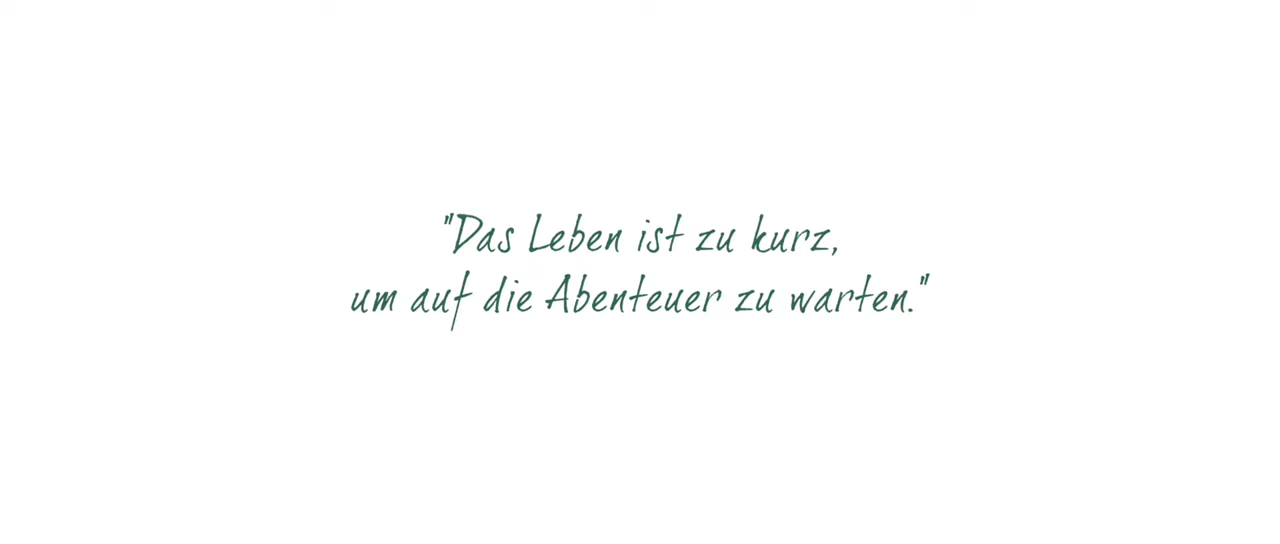 "Das Leben ist zu kurz,
um auf die Abenteuer zu warten."